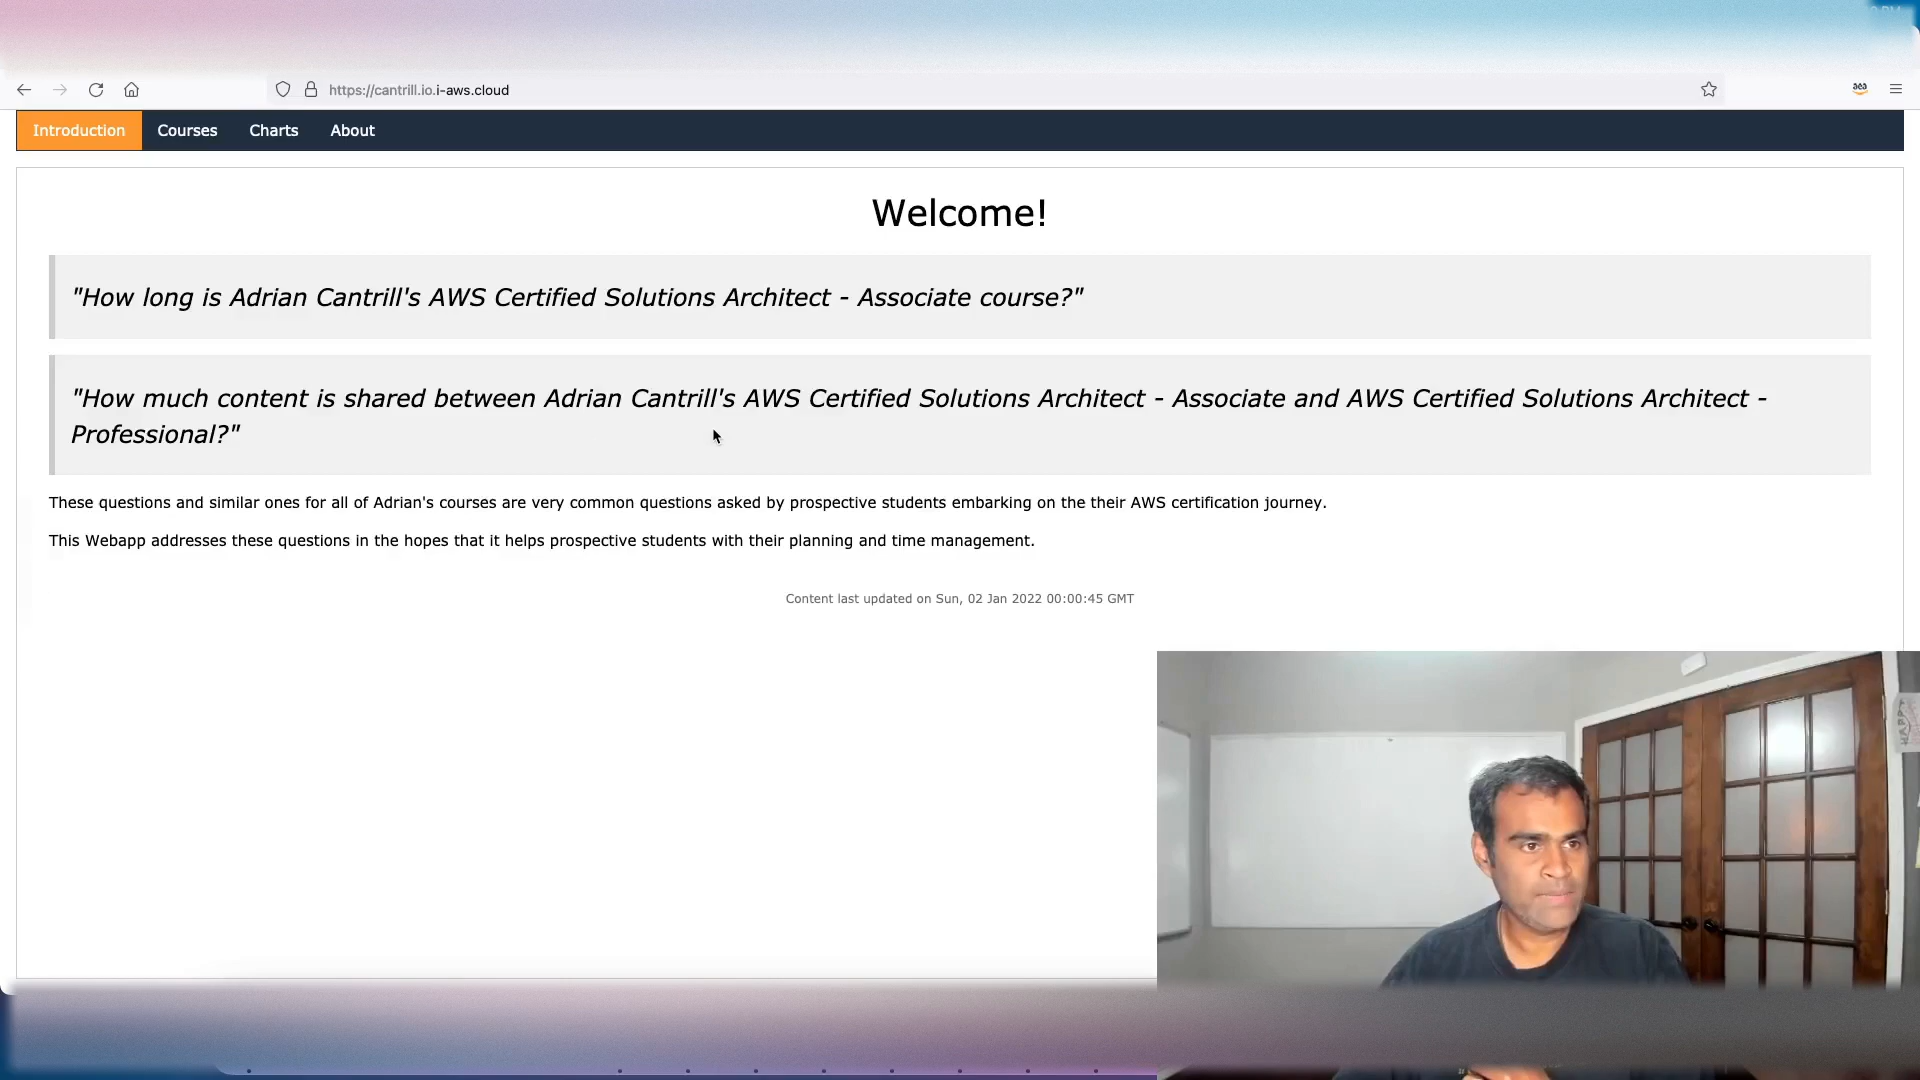 https://cantrill.io.i-aws.cloud
Introduction Courses Charts About
Welcome!
"How long is Adrian Cantrill's AWS Certified Solutions Architect - Associate course?"
"How much content is shared between Adrian Cantrill's AWS Certified Solutions Architect - Associate and AWS Certified Solutions Architect -
Professional?"
These questions and similar ones for all of Adrian's courses are very common questions asked by prospective students embarking on the their AWS certification journey.
This Webapp addresses these questions in the hopes that it helps prospective students with their planning and time management.
Content last updated on Sun, 02 Jan 2022 00:00:45 GMT